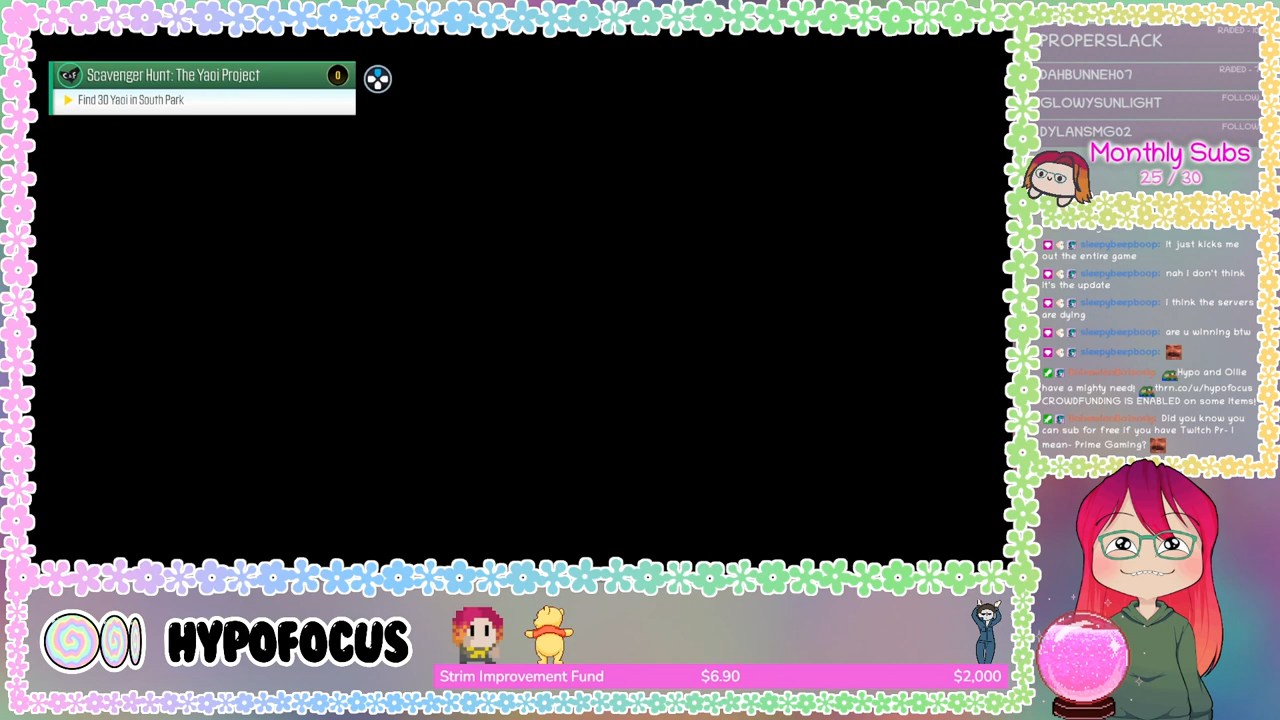 Scavenger Hunt: The Yaoi Project
0
Find 30 Yaoi in South Park
PROPERSLACK
DAHBUNNEH07
RAIDED -
GLOWYSUNLIGHT
FOLLOW
DYLANSMG02
FOLLOW
Monthly Subs
25 / 30
sleepybeepboop: It just kicks me
out the entire game
sleepybeepboop: nah i don't think
it's the update
sleepybeepboop: i think the servers
are dying
sleepybeepboop: are u winning btw
sleepybeepboop:
Hypo and Ollie
have a mighty need! thrn.co/u/hypofocus
CROWDFUNDING IS ENABLED on some items!
Did you know you
can sub for free if you have Twitch Pr- I
mean- Prime Gaming?
HYPOFOCUS
Strim Improvement Fund
$6.90
$2,000